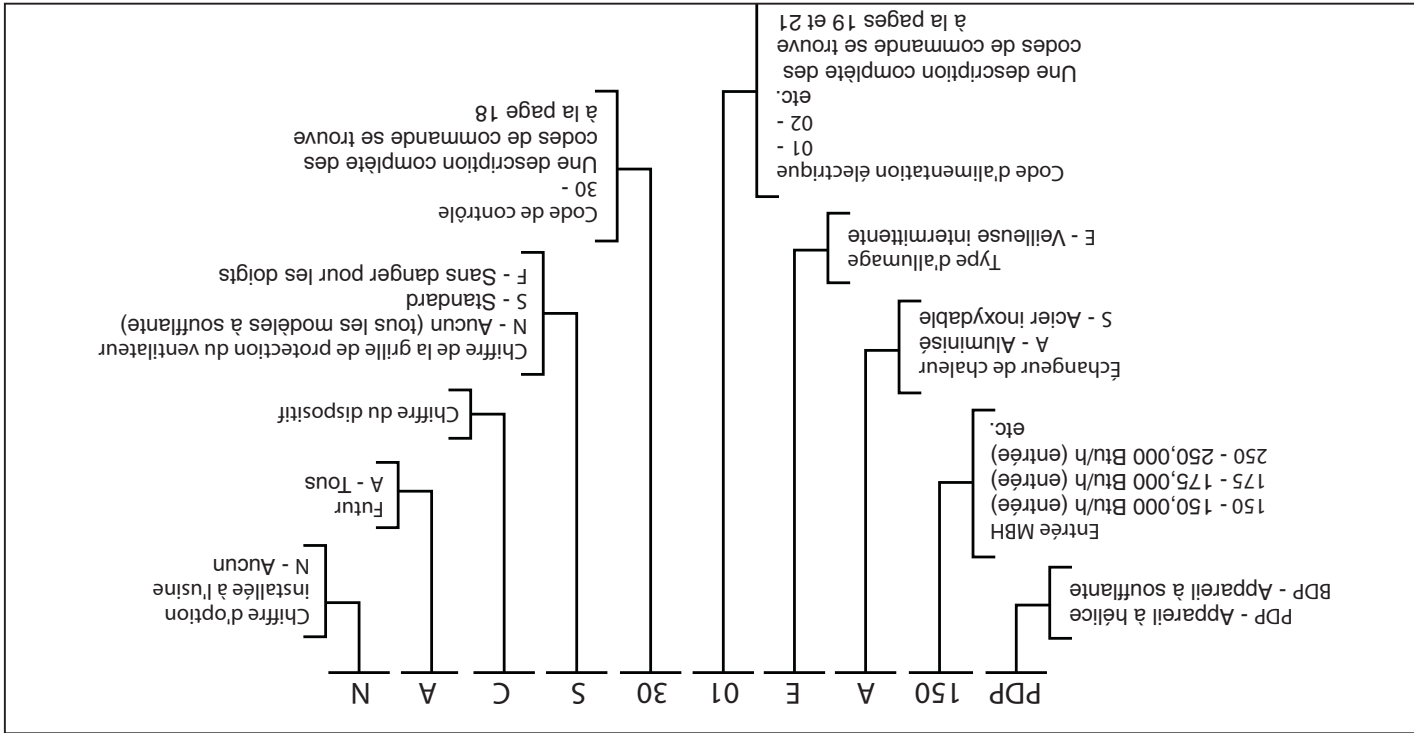 PDP 150 A E 01 30 S C A N
PDP - Appareil à hélice
BDP - Appareil à soufflante
Entrée MBH
150 - 150,000 Btu/h (entrée)
175 - 175,000 Btu/h (entrée)
250 - 250,000 Btu/h (entrée)
etc.
Échangeur de chaleur
A - Aluminisé
S - Acier inoxydable
Type d'allumage
E - Veilleuse intermittente
Code d'alimentation électrique
01 -
02 -
etc.
Une description complète des
codes de commande se trouve
à la pages 19 et 21
Code de contrôle
30 -
Une description complète des
codes de commande se trouve
à la page 18
Chiffre de la grille de protection du ventilateur
N - Aucun (tous les modèles à soufflante)
S - Standard
F - Sans danger pour les doigts
Chiffre du dispositif
Futur
A - Tous
Chiffre d'option
installée à l'usine
N - Aucun